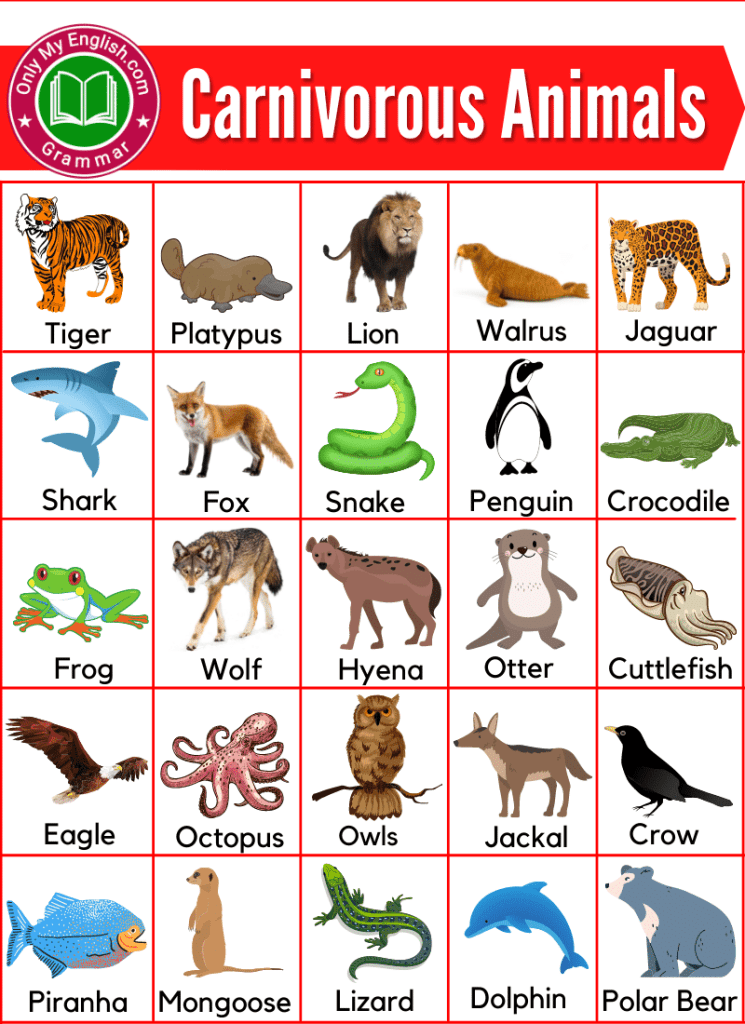 Only My English.com
Grammar
Carnivorous Animals
Tiger
Platypus
Lion
Walrus
Jaguar
Shark
Fox
Snake
Penguin
Crocodile
Frog
Wolf
Hyena
Otter
Cuttlefish
Eagle
Octopus
Owls
Jackal
Crow
Piranha
Mongoose
Lizard
Dolphin
Polar Bear